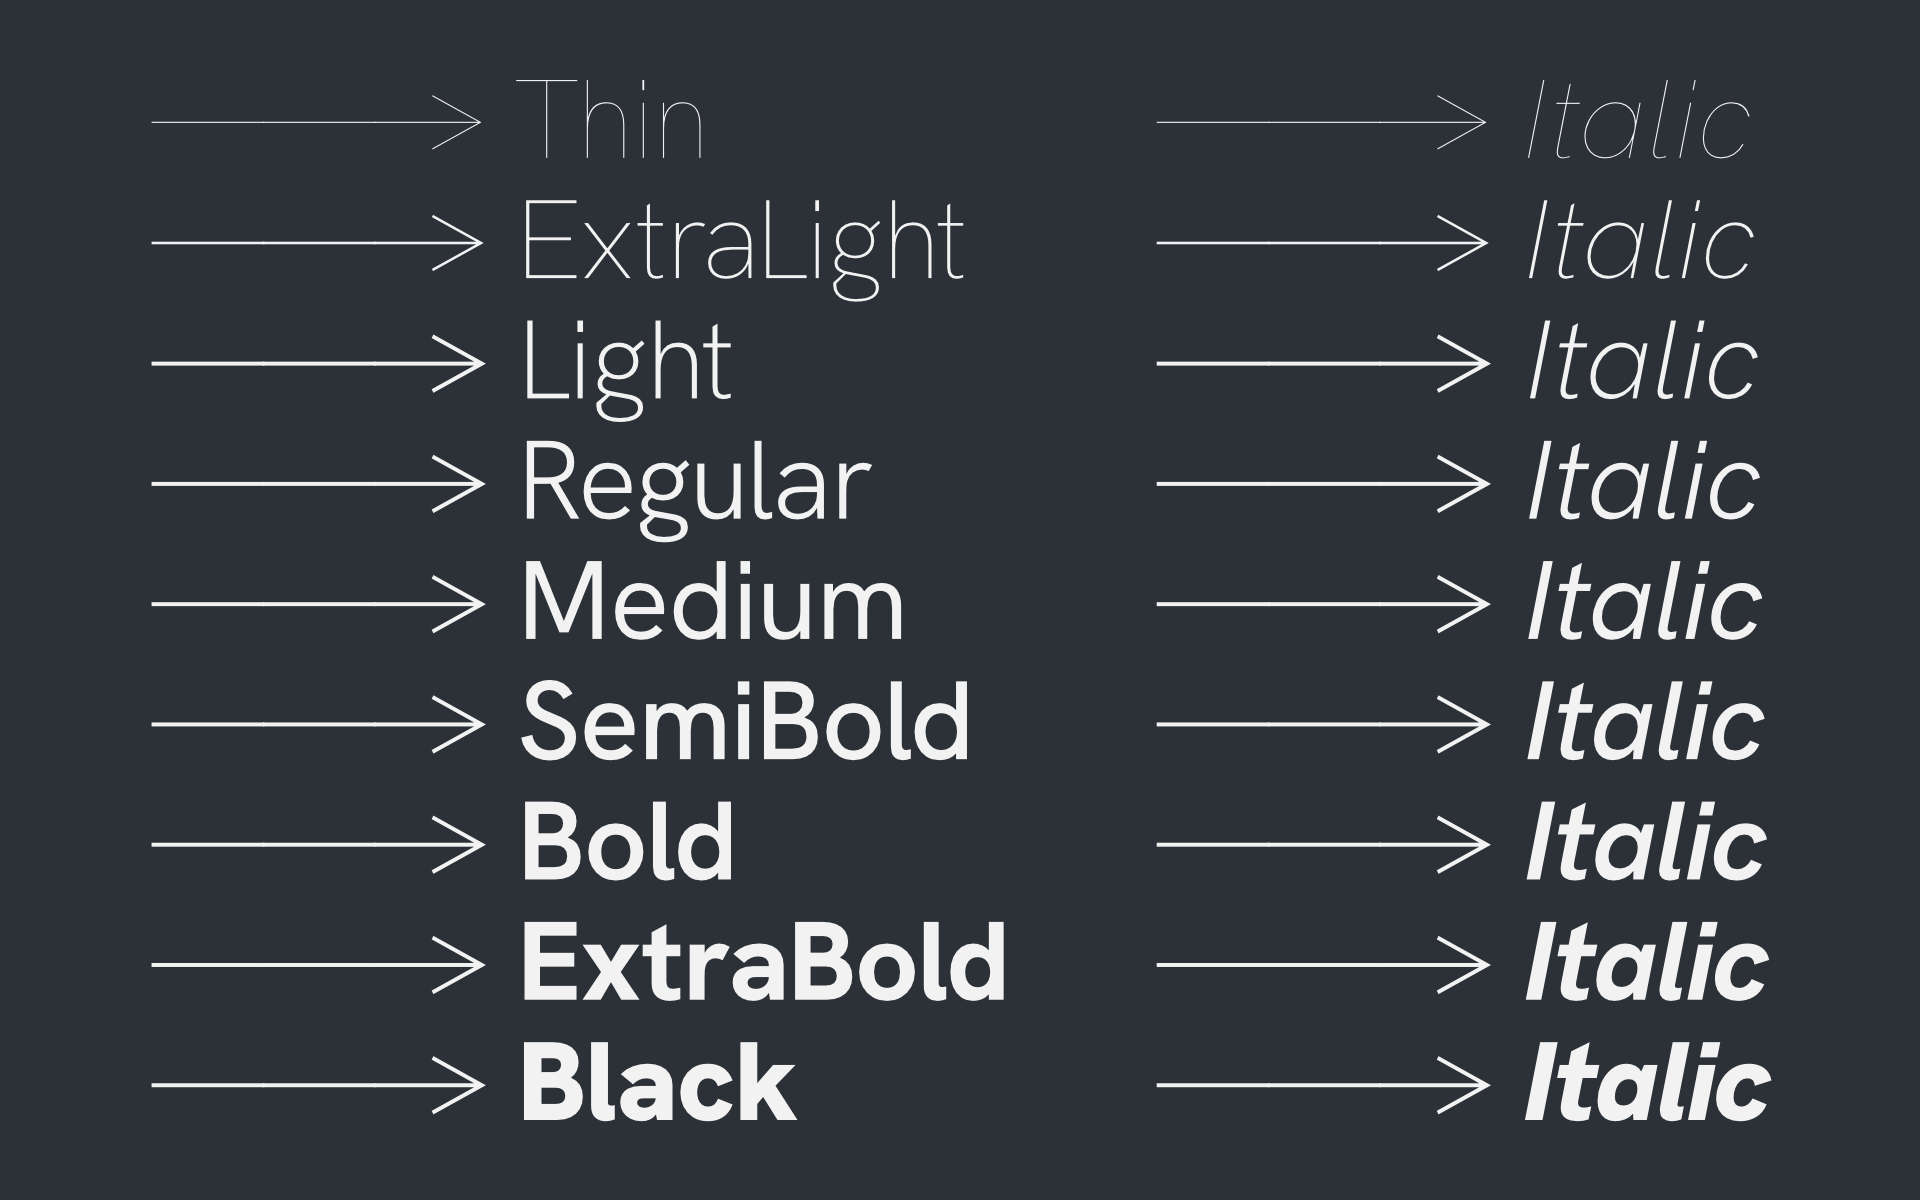 ⟶ Thin ⟶ Italic
⟶ ExtraLight ⟶ Italic
⟶ Light ⟶ Italic
⟶ Regular ⟶ Italic
⟶ Medium ⟶ Italic
⟶ SemiBold ⟶ Italic
⟶ Bold ⟶ Italic
⟶ ExtraBold ⟶ Italic
⟶ Black ⟶ Italic